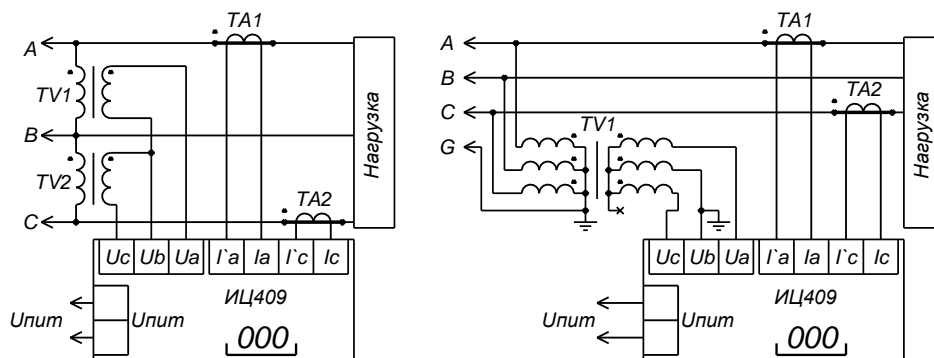 TA1
A
TV1
B
Нагрузка
TV2
TA2
C
Uc Ub Ua I`a Ia I`c Ic
ИЦ409
Uпит Uпит
000
TA1
A
B
TA2
C
TV1
G
Нагрузка
Uc Ub Ua I`a Ia I`c Ic
ИЦ409
Uпит Uпит
000